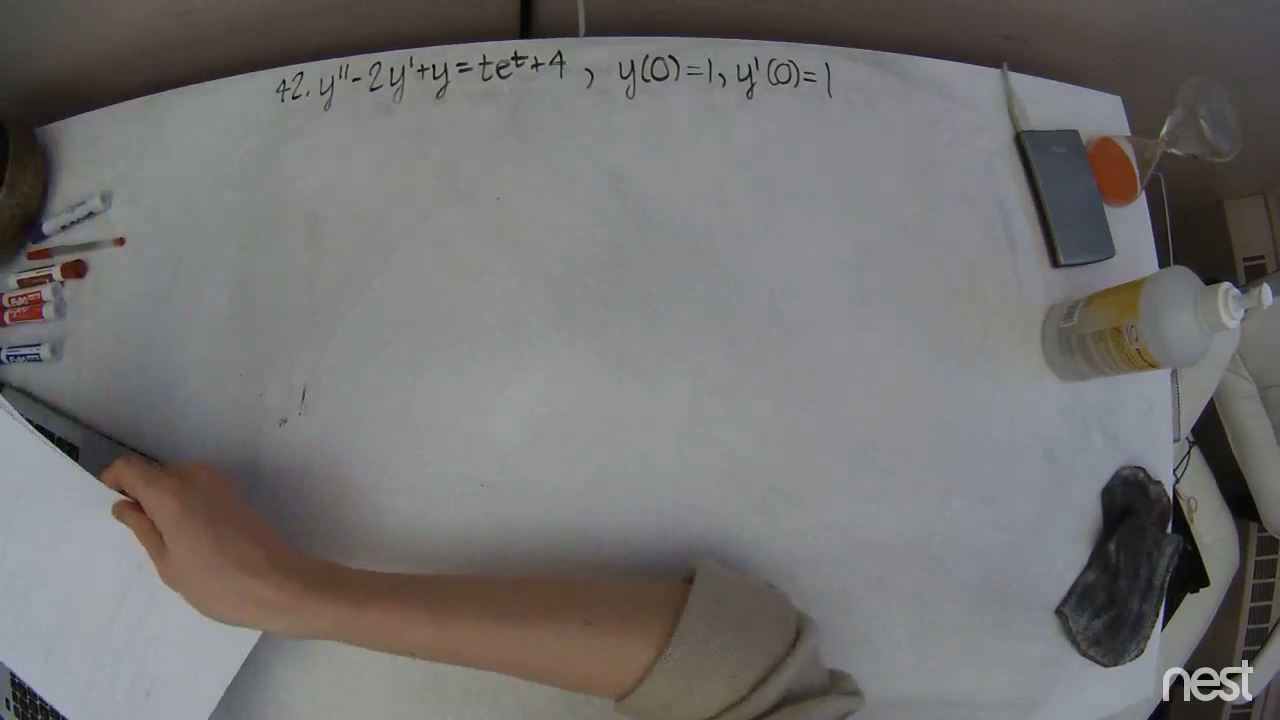 42. y'' - 2y' + y = te^t + 4 , y(0) = 1, y'(0) = 1
nest